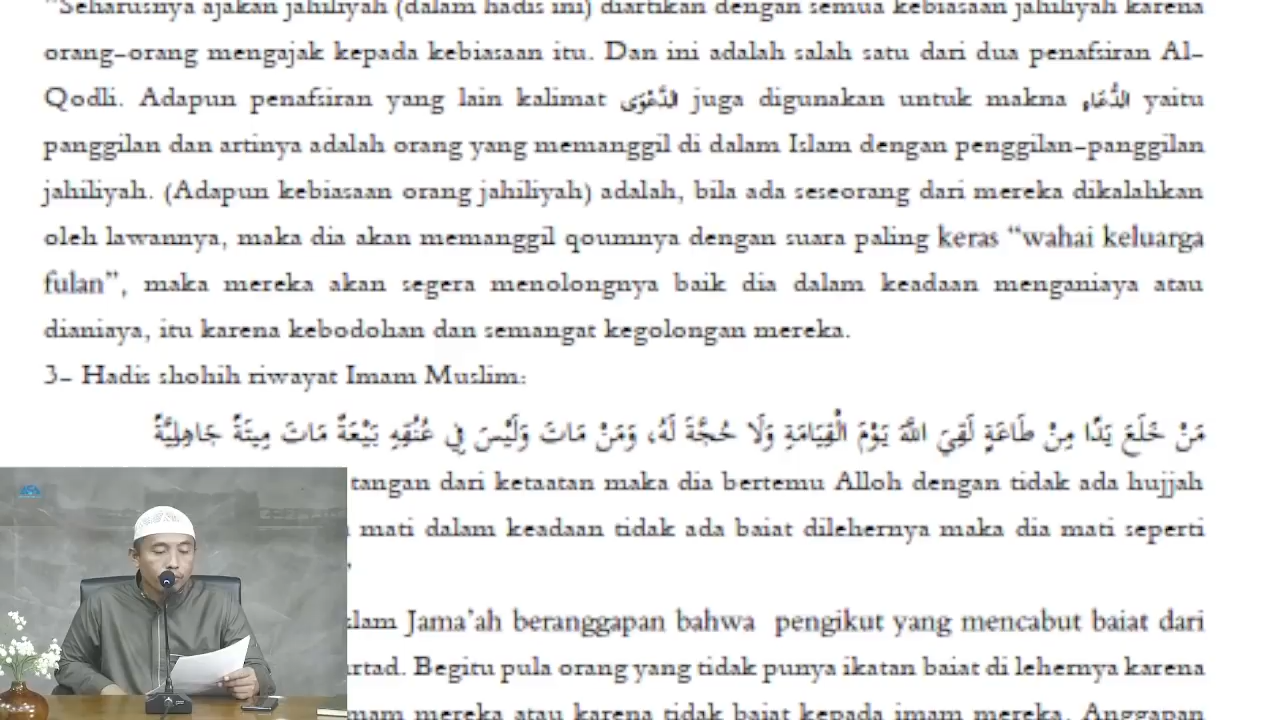 "Seharusnya ajakan jahiliyah (dalam hadis ini) diartikan dengan semua kebiasaan jahiliyah karena
orang-orang mengajak kepada kebiasaan itu. Dan ini adalah salah satu dari dua penafsiran Al-
Qodli. Adapun penafsiran yang lain kalimat الدَّعْوَى juga digunakan untuk makna الدُّعَاءِ yaitu
panggilan dan artinya adalah orang yang memanggil di dalam Islam dengan penggilan-panggilan
jahiliyah. (Adapun kebiasaan orang jahiliyah) adalah, bila ada seseorang dari mereka dikalahkan
oleh lawannya, maka dia akan memanggil qoumnya dengan suara paling keras “wahai keluarga
fulan”, maka mereka akan segera menolongnya baik dia dalam keadaan menganiaya atau
dianiaya, itu karena kebodohan dan semangat kegolongan mereka.
3- Hadis shohih riwayat Imam Muslim:
مَنْ خَلَعَ يَدًا مِنْ طَاعَةٍ لَقِيَ اللَّهَ يَوْمَ الْقِيَامَةِ وَلَا حُجَّةَ لَهُ، وَمَنْ مَاتَ وَلَيْسَ فِي عُنُقِهِ بَيْعَةٌ مَاتَ مِيتَةً جَاهِلِيَّةً
tangan dari ketaatan maka dia bertemu Alloh dengan tidak ada hujjah
mati dalam keadaan tidak ada baiat dilehernya maka dia mati seperti
Jama’ah beranggapan bahwa pengikut yang mencabut baiat dari
Begitu pula orang yang tidak punya ikatan baiat di lehernya karena
mereka atau karena tidak baiat kepada imam mereka. Anggapan